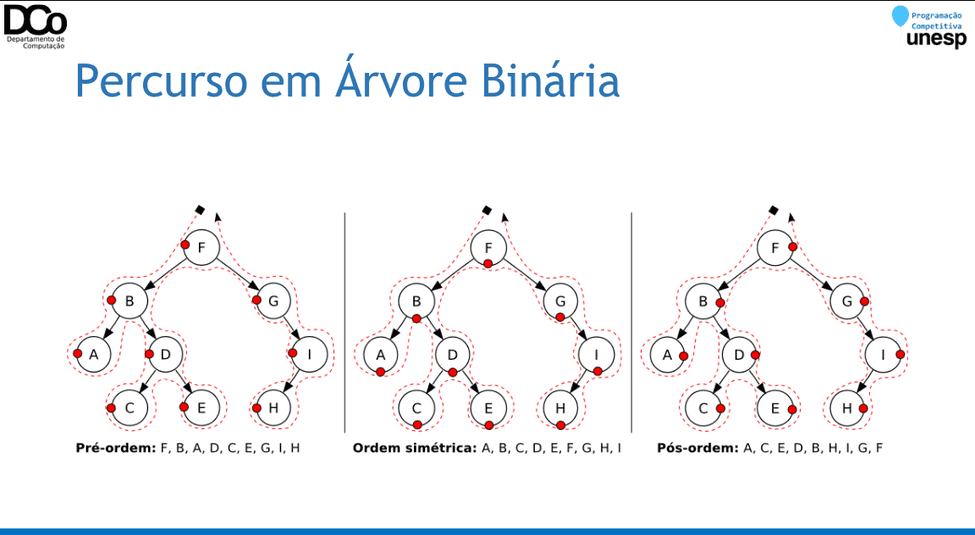 DCo
Departamento de
Computação
Programação
Competitiva
unesp
Percurso em Árvore Binária
F
B
G
A
D
I
C
E
H
Pré-ordem: F, B, A, D, C, E, G, I, H
F
B
G
A
D
I
C
E
H
Ordem simétrica: A, B, C, D, E, F, G, H, I
F
B
G
A
D
I
C
E
H
Pós-ordem: A, C, E, D, B, H, I, G, F